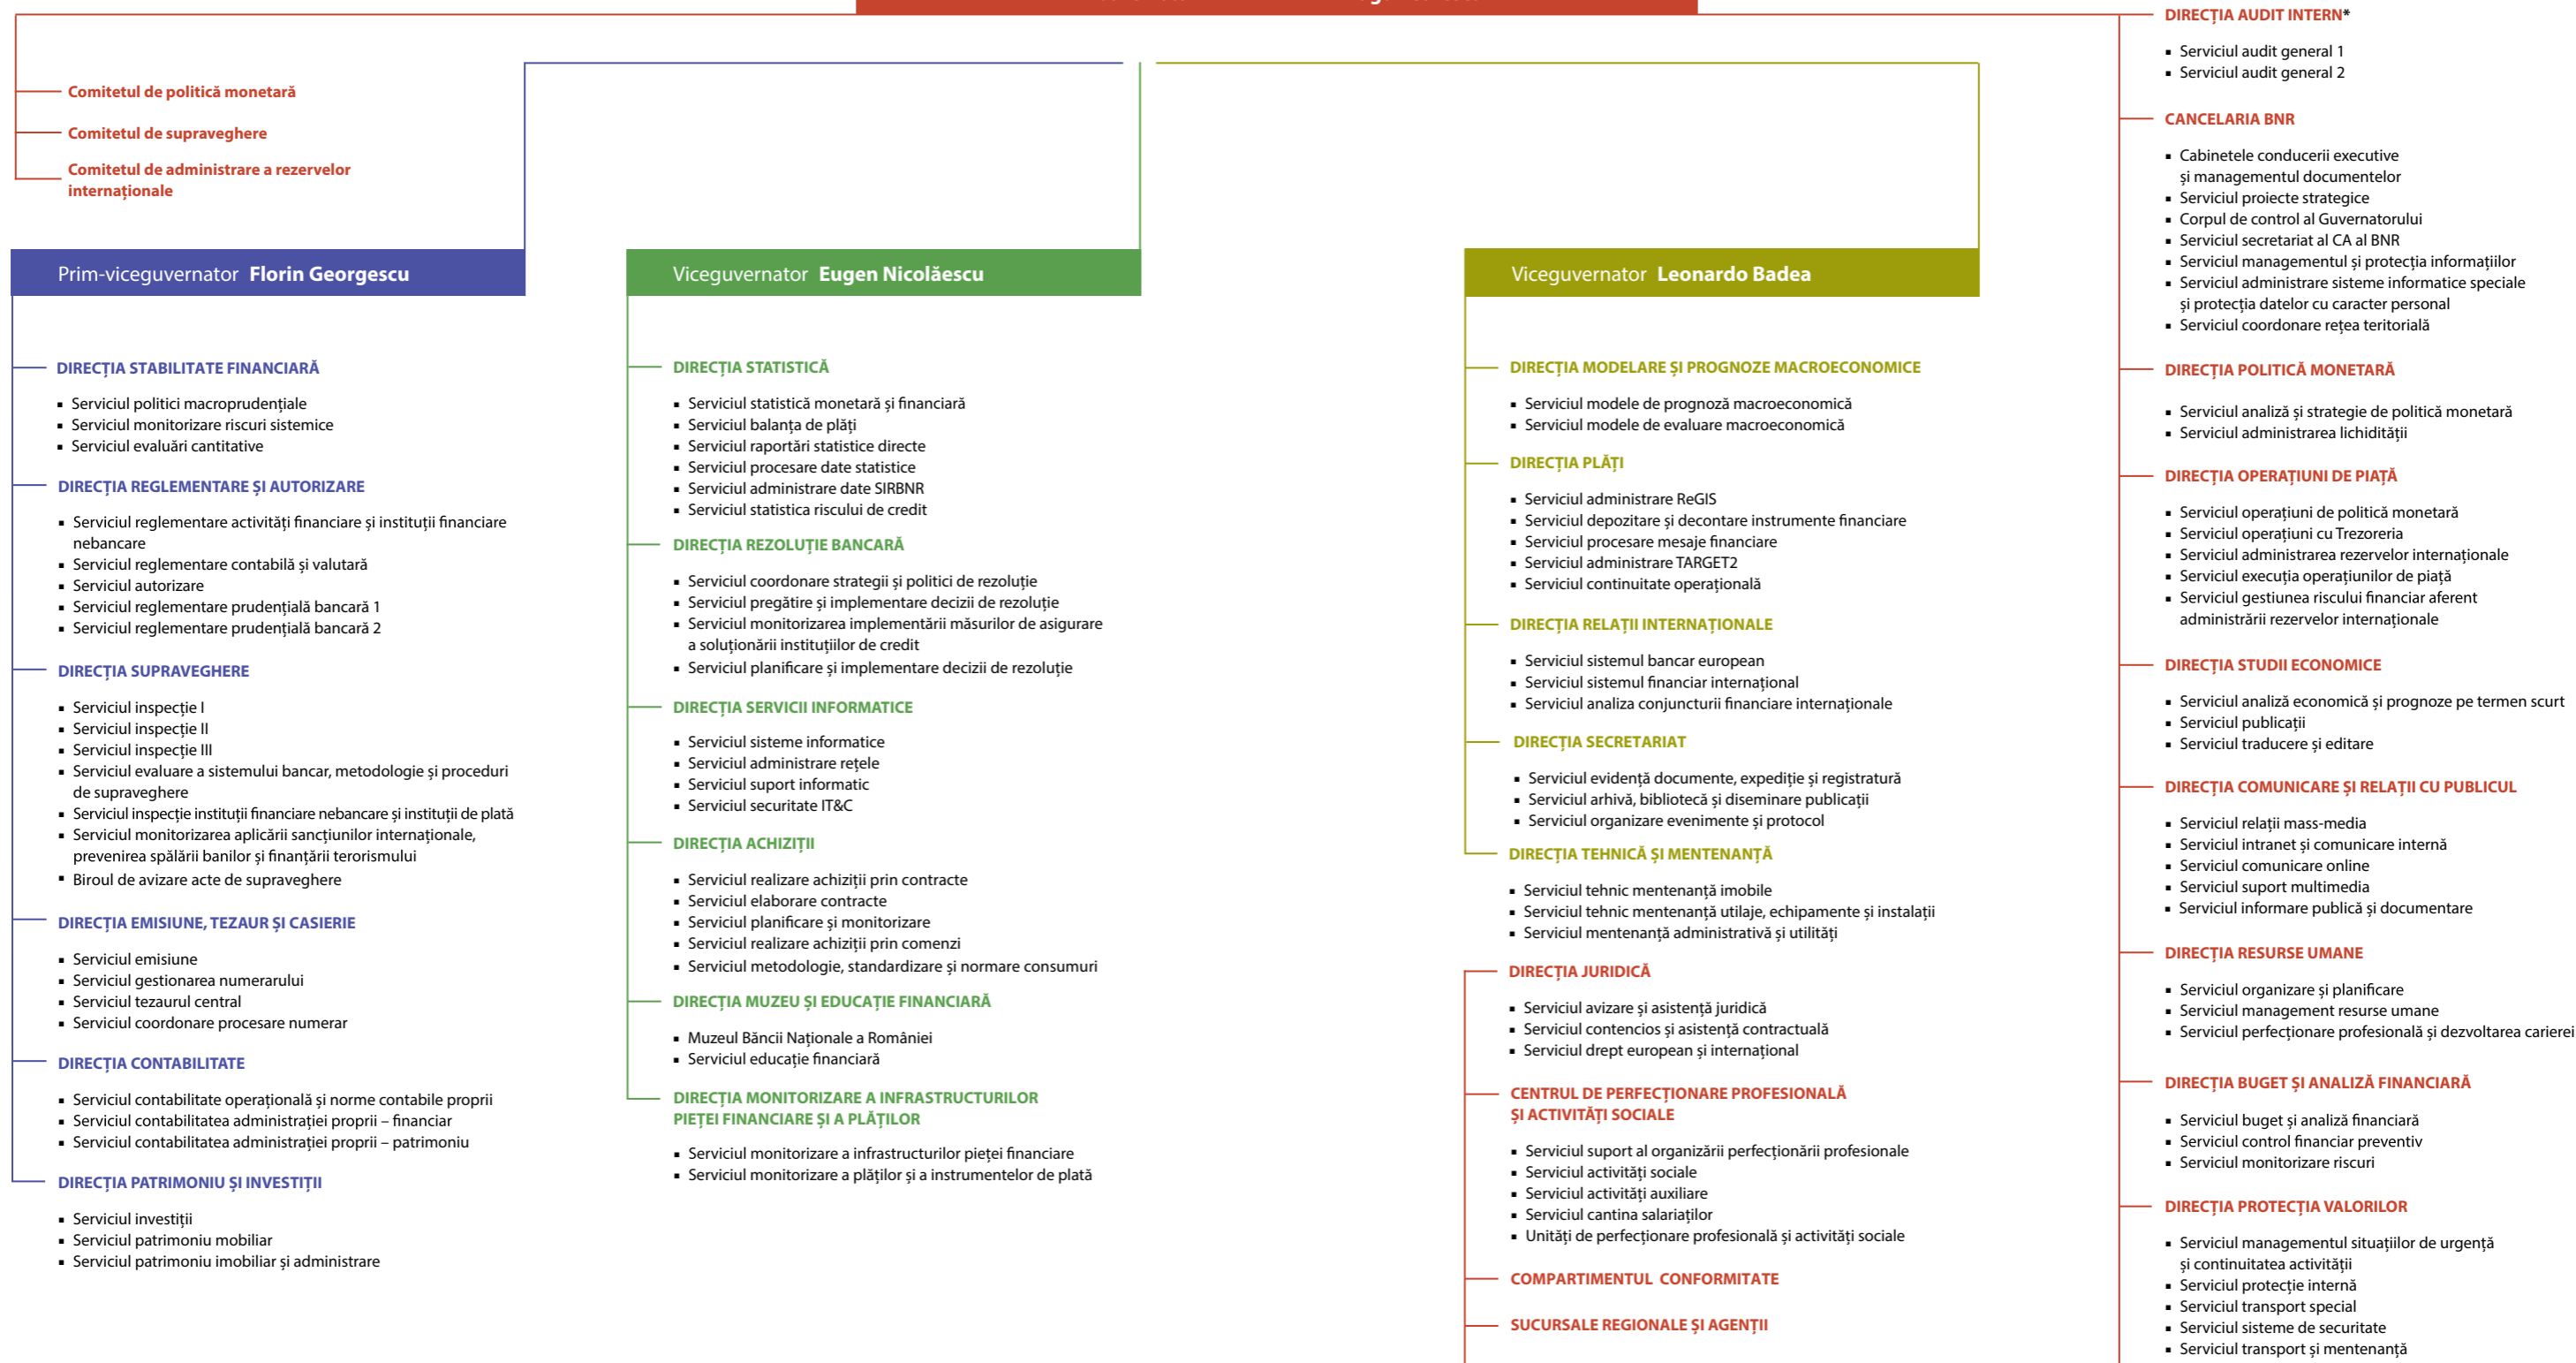 DIRECȚIA AUDIT INTERN*
▪ Serviciul audit general 1
▪ Serviciul audit general 2
Comitetul de politică monetară
Comitetul de supraveghere
Comitetul de administrare a rezervelor
internaționale
CANCELARIA BNR
▪ Cabinetele conducerii executive
și managementul documentelor
▪ Serviciul proiecte strategice
▪ Corpul de control al Guvernatorului
▪ Serviciul secretariat al CA al BNR
▪ Serviciul managementul și protecția informațiilor
▪ Serviciul administrare sisteme informatice speciale
și protecția datelor cu caracter personal
▪ Serviciul coordonare rețea teritorială
DIRECȚIA POLITICĂ MONETARĂ
▪ Serviciul analiză și strategie de politică monetară
▪ Serviciul administrarea lichidității
DIRECȚIA OPERAȚIUNI DE PIAȚĂ
▪ Serviciul operațiuni de politică monetară
▪ Serviciul operațiuni cu Trezoreria
▪ Serviciul administrarea rezervelor internaționale
▪ Serviciul execuția operațiunilor de piață
▪ Serviciul gestiunea riscului financiar aferent
administrării rezervelor internaționale
DIRECȚIA STUDII ECONOMICE
▪ Serviciul analiză economică și prognoze pe termen scurt
▪ Serviciul publicații
▪ Serviciul traducere și editare
DIRECȚIA COMUNICARE ȘI RELAȚII CU PUBLICUL
▪ Serviciul relații mass-media
▪ Serviciul intranet și comunicare internă
▪ Serviciul comunicare online
▪ Serviciul suport multimedia
▪ Serviciul informare publică și documentare
DIRECȚIA RESURSE UMANE
▪ Serviciul organizare și planificare
▪ Serviciul management resurse umane
▪ Serviciul perfecționare profesională și dezvoltarea carierei
DIRECȚIA BUGET ȘI ANALIZĂ FINANCIARĂ
▪ Serviciul buget și analiză financiară
▪ Serviciul control financiar preventiv
▪ Serviciul monitorizare riscuri
DIRECȚIA PROTECȚIA VALORILOR
▪ Serviciul managementul situațiilor de urgență
și continuitatea activității
▪ Serviciul protecție internă
▪ Serviciul transport special
▪ Serviciul sisteme de securitate
▪ Serviciul transport și mentenanță
Prim-viceguvernator Florin Georgescu
DIRECȚIA STABILITATE FINANCIARĂ
▪ Serviciul politici macroprudențiale
▪ Serviciul monitorizare riscuri sistemice
▪ Serviciul evaluări cantitative
DIRECȚIA REGLEMENTARE ȘI AUTORIZARE
▪ Serviciul reglementare activități financiare și instituții financiare
nebancare
▪ Serviciul reglementare contabilă și valutară
▪ Serviciul autorizare
▪ Serviciul reglementare prudențială bancară 1
▪ Serviciul reglementare prudențială bancară 2
DIRECȚIA SUPRAVEGHERE
▪ Serviciul inspecție I
▪ Serviciul inspecție II
▪ Serviciul inspecție III
▪ Serviciul evaluare a sistemului bancar, metodologie și proceduri
de supraveghere
▪ Serviciul inspecție instituții financiare nebancare și instituții de plată
▪ Serviciul monitorizarea aplicării sancțiunilor internaționale,
prevenirea spălării banilor și finanțării terorismului
▪ Biroul de avizare acte de supraveghere
DIRECȚIA EMISIUNE, TEZAUR ȘI CASIERIE
▪ Serviciul emisiune
▪ Serviciul gestionarea numerarului
▪ Serviciul tezaurul central
▪ Serviciul coordonare procesare numerar
DIRECȚIA CONTABILITATE
▪ Serviciul contabilitate operațională și norme contabile proprii
▪ Serviciul contabilitatea administrației proprii – financiar
▪ Serviciul contabilitatea administrației proprii – patrimoniu
DIRECȚIA PATRIMONIU ȘI INVESTIȚII
▪ Serviciul investiții
▪ Serviciul patrimoniu mobiliar
▪ Serviciul patrimoniu imobiliar și administrare
Viceguvernator Eugen Nicolăescu
DIRECȚIA STATISTICĂ
▪ Serviciul statistică monetară și financiară
▪ Serviciul balanța de plăți
▪ Serviciul raportări statistice directe
▪ Serviciul procesare date statistice
▪ Serviciul administrare date SIRBNR
▪ Serviciul statistica riscului de credit
DIRECȚIA REZOLUȚIE BANCARĂ
▪ Serviciul coordonare strategii și politici de rezoluție
▪ Serviciul pregătire și implementare decizii de rezoluție
▪ Serviciul monitorizarea implementării măsurilor de asigurare
a soluționării instituțiilor de credit
▪ Serviciul planificare și implementare decizii de rezoluție
DIRECȚIA SERVICII INFORMATICE
▪ Serviciul sisteme informatice
▪ Serviciul administrare rețele
▪ Serviciul suport informatic
▪ Serviciul securitate IT&C
DIRECȚIA ACHIZIȚII
▪ Serviciul realizare achiziții prin contracte
▪ Serviciul elaborare contracte
▪ Serviciul planificare și monitorizare
▪ Serviciul realizare achiziții prin comenzi
▪ Serviciul metodologie, standardizare și normare consumuri
DIRECȚIA MUZEU ȘI EDUCAȚIE FINANCIARĂ
▪ Muzeul Băncii Naționale a României
▪ Serviciul educație financiară
DIRECȚIA MONITORIZARE A INFRASTRUCTURILOR
PIEȚEI FINANCIARE ȘI A PLĂȚILOR
▪ Serviciul monitorizare a infrastructurilor pieței financiare
▪ Serviciul monitorizare a plăților și a instrumentelor de plată
Viceguvernator Leonardo Badea
DIRECȚIA MODELARE ȘI PROGNOZE MACROECONOMICE
▪ Serviciul modele de prognoză macroeconomică
▪ Serviciul modele de evaluare macroeconomică
DIRECȚIA PLĂȚI
▪ Serviciul administrare ReGIS
▪ Serviciul depozitare și decontare instrumente financiare
▪ Serviciul procesare mesaje financiare
▪ Serviciul administrare TARGET2
▪ Serviciul continuitate operațională
DIRECȚIA RELAȚII INTERNAȚIONALE
▪ Serviciul sistemul bancar european
▪ Serviciul sistemul financiar internațional
▪ Serviciul analiza conjuncturii financiare internaționale
DIRECȚIA SECRETARIAT
▪ Serviciul evidență documente, expediție și registratură
▪ Serviciul arhivă, bibliotecă și diseminare publicații
▪ Serviciul organizare evenimente și protocol
DIRECȚIA TEHNICĂ ȘI MENTENANȚĂ
▪ Serviciul tehnic mentenanță imobile
▪ Serviciul tehnic mentenanță utilaje, echipamente și instalații
▪ Serviciul mentenanță administrativă și utilități
DIRECȚIA JURIDICĂ
▪ Serviciul avizare și asistență juridică
▪ Serviciul contencios și asistență contractuală
▪ Serviciul drept european și internațional
CENTRUL DE PERFECȚIONARE PROFESIONALĂ
ȘI ACTIVITĂȚI SOCIALE
▪ Serviciul suport al organizării perfecționării profesionale
▪ Serviciul activități sociale
▪ Serviciul activități auxiliare
▪ Serviciul cantina salariaților
▪ Unități de perfecționare profesională și activități sociale
COMPARTIMENTUL CONFORMITATE
SUCURSALE REGIONALE ȘI AGENȚII